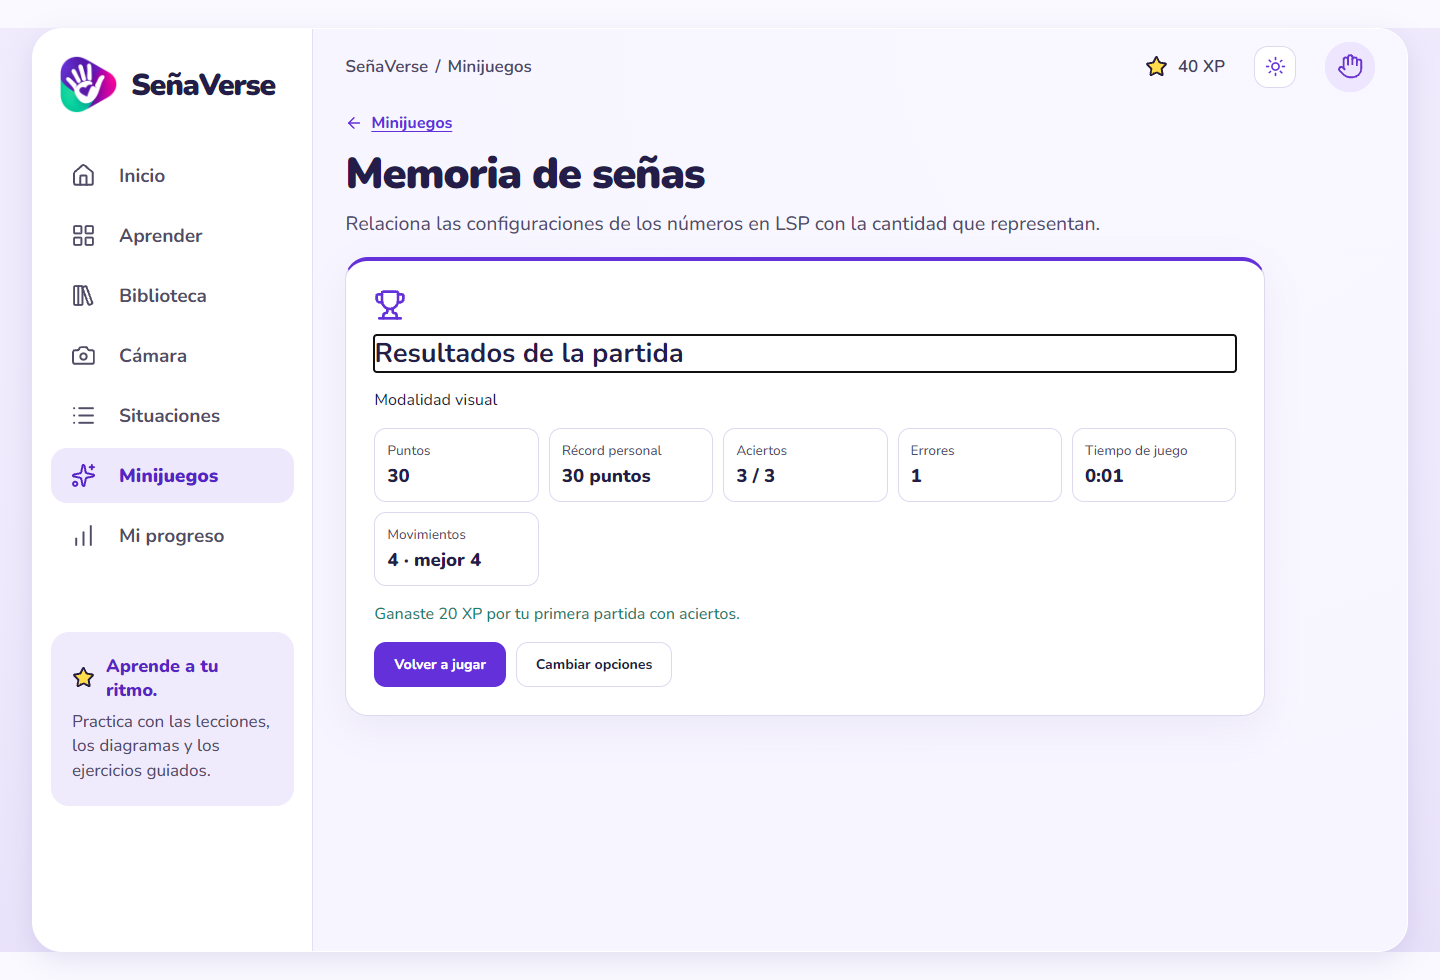 SeñaVerse
Inicio
Aprender
Biblioteca
Cámara
Situaciones
Minijuegos
Mi progreso
Aprende a tu
ritmo.
Practica con las lecciones,
los diagramas y los
ejercicios guiados.
SeñaVerse / Minijuegos
40 XP
Minijuegos
Memoria de señas
Relaciona las configuraciones de los números en LSP con la cantidad que representan.
Resultados de la partida
Modalidad visual
Puntos
30
Récord personal
30 puntos
Aciertos
3 / 3
Errores
1
Tiempo de juego
0:01
Movimientos
4 · mejor 4
Ganaste 20 XP por tu primera partida con aciertos.
Volver a jugar
Cambiar opciones